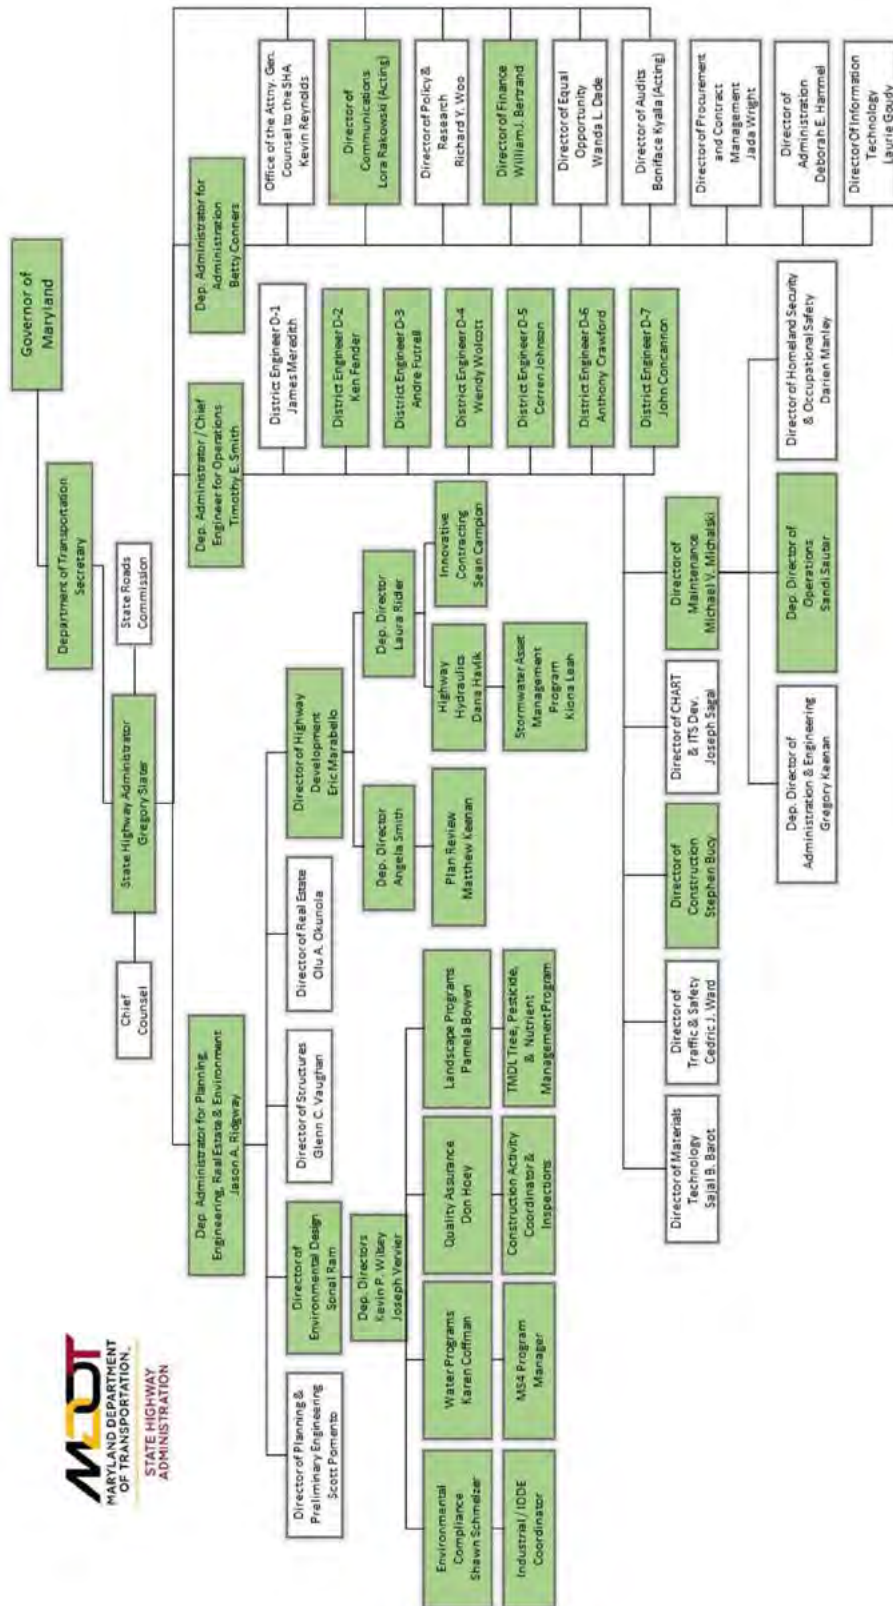 MDOT
MARYLAND DEPARTMENT
OF TRANSPORTATION
STATE HIGHWAY
ADMINISTRATION
Governor of
Maryland
Department of Transportation
Secretary
Chief
Counsel
State Highway Administrator
Gregory Slater
State Roads
Commission
Dep. Administrator for Planning,
Engineering, Real Estate & Environment
Jason A. Ridgway
Dep. Administrator / Chief
Engineer for Operations
Timothy E. Smith
Dep. Administrator for
Administration
Betty Conners
Director of Planning &
Preliminary Engineering
Scott Pomento
Director of
Environmental Design
Sonal Ram
Director of Structures
Glenn C. Vaughan
Director of Real Estate
Olu A. Okunola
Director of Highway
Development
Eric Marabello
Dep. Directors
Kevin P. Wilsey
Joseph Vervier
Dep. Director
Angela Smith
Dep. Director
Laura Ridler
Environmental
Compliance
Shawn Schmelzer
Water Programs
Karen Coffman
Quality Assurance
Don Hoey
Landscape Programs
Pamela Bowen
Plan Review
Matthew Keenan
Highway
Hydraulics
Dana Havlik
Innovative
Contracting
Sean Campion
Industrial / IDDE
Coordinator
MS4 Program
Manager
Construction Activity
Coordinator &
Inspections
TMDL Tree, Pesticide,
& Nutrient
Management Program
Stormwater Asset
Management
Program
Kiona Leah
District Engineer D-1
James Meredith
District Engineer D-2
Ken Fender
District Engineer D-3
Andre Futrell
District Engineer D-4
Wendy Wolcott
District Engineer D-5
Corren Johnson
District Engineer D-6
Anthony Crawford
District Engineer D-7
John Concannon
Office of the Attny. Gen.
Counsel to the SHA
Kevin Reynolds
Director of
Communications
Lora Rakowski (Acting)
Director of Policy &
Research
Richard Y. Woo
Director of Finance
William J. Bertrand
Director of Equal
Opportunity
Wanda L. Dade
Director of Audits
Boniface Kyalla (Acting)
Director of Procurement
and Contract
Management
Jada Wright
Director of
Administration
Deborah E. Hammel
Director Of Information
Technology
Laurie Goudy
Director of Materials
Technology
Sajal B. Barot
Director of
Traffic & Safety
Cedric J. Ward
Director of
Construction
Stephen Bucy
Director of CHART
& ITS Dev.
Joseph Sagal
Director of
Maintenance
Michael V. Michalski
Dep. Director of
Administration & Engineering
Gregory Keenan
Dep. Director of
Operations
Sandi Sauter
Director of Homeland Security
& Occupational Safety
Darien Manley